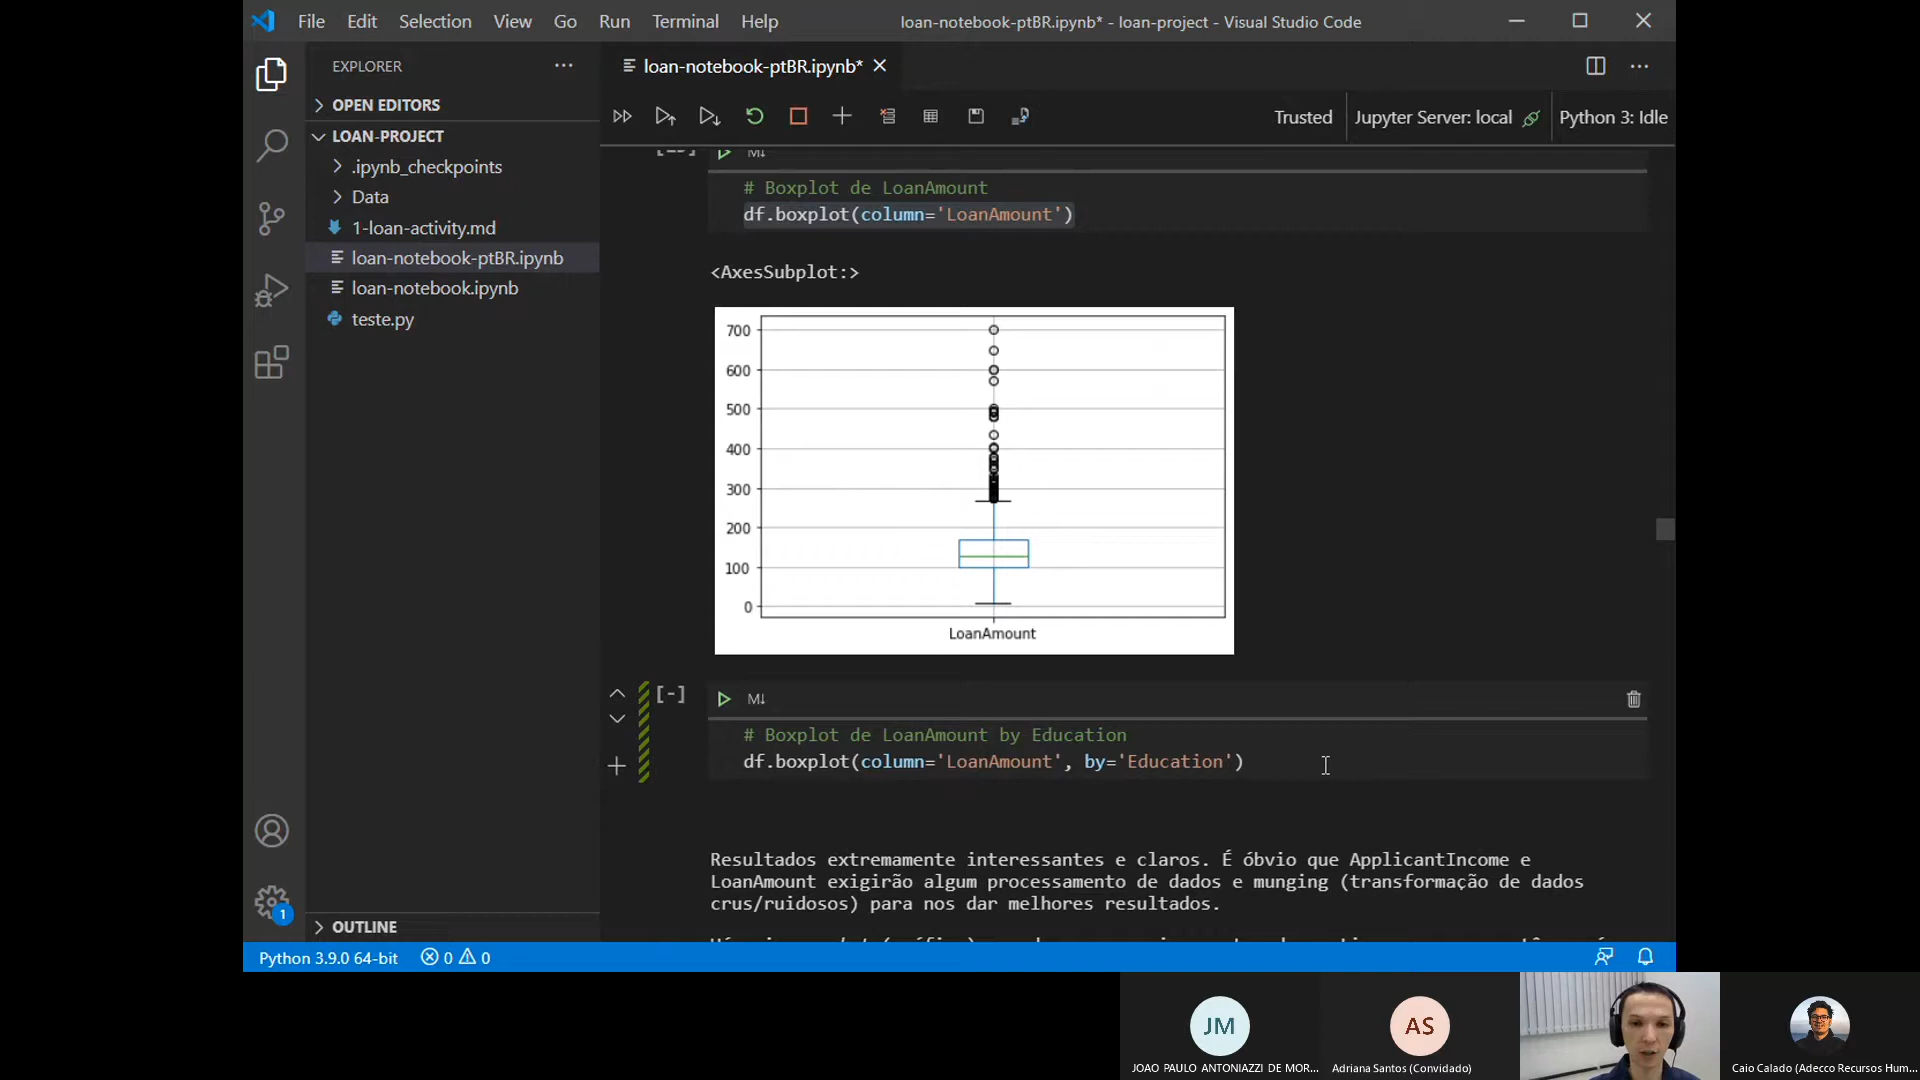 File Edit Selection View Go Run Terminal Help
loan-notebook-ptBR.ipynb* - loan-project - Visual Studio Code
EXPLORER
OPEN EDITORS
LOAN-PROJECT
.ipynb_checkpoints
Data
1-loan-activity.md
loan-notebook-ptBR.ipynb
loan-notebook.ipynb
teste.py
OUTLINE
loan-notebook-ptBR.ipynb*
Trusted
Jupyter Server: local
Python 3: Idle
M↓
# Boxplot de LoanAmount
df.boxplot(column='LoanAmount')
<AxesSubplot:>
700
600
500
400
300
200
100
0
LoanAmount
[-]
M↓
# Boxplot de LoanAmount by Education
df.boxplot(column='LoanAmount', by='Education')
Resultados extremamente interessantes e claros. É óbvio que ApplicantIncome e
LoanAmount exigirão algum processamento de dados e munging (transformação de dados
crus/ruidosos) para nos dar melhores resultados.
1
Python 3.9.0 64-bit
0
0
JM
JOAO PAULO ANTONIAZZI DE MOR...
AS
Adriana Santos (Convidado)
Caio Calado (Adecco Recursos Hum...